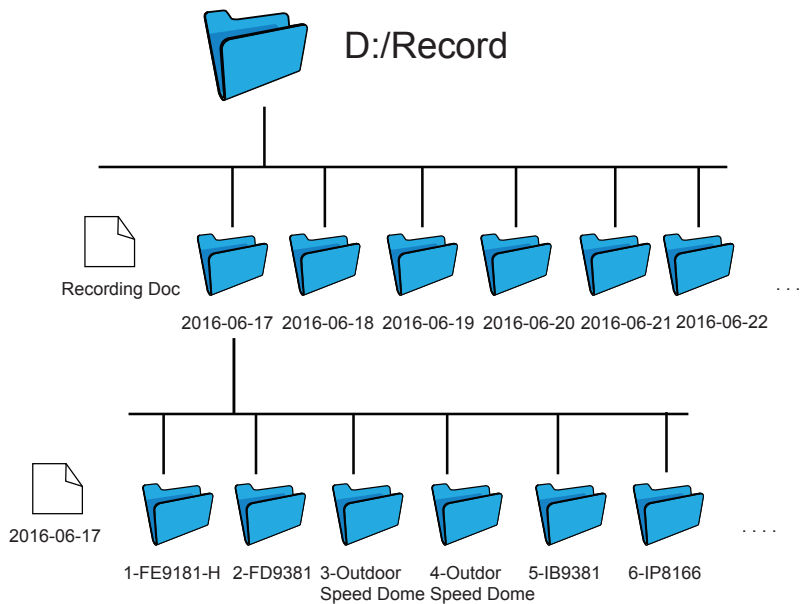 D:/Record
Recording Doc
. . .
2016-06-17 2016-06-18 2016-06-19 2016-06-20 2016-06-21 2016-06-22
2016-06-17
. . . .
1-FE9181-H 2-FD9381 3-Outdoor 4-Outdor 5-IB9381 6-IP8166
Speed Dome Speed Dome